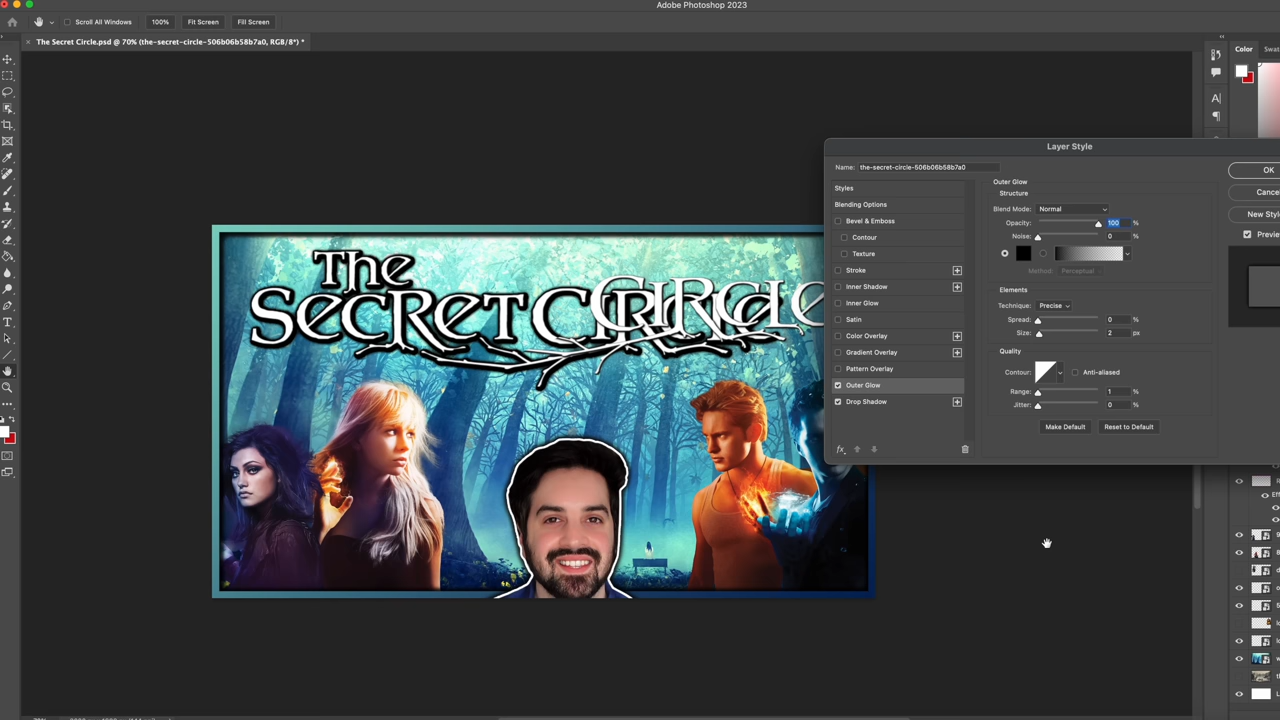 Adobe Photoshop 2023
Scroll All Windows
100%
Fit Screen
Fill Screen
The Secret Circle.psd @ 70% (the-secret-circle-506b06b58b7a0, RGB/8*) *
Color
Swat
Layer Style
Name: the-secret-circle-506b06b58b7a0
OK
Cance
New Style
Preview
Styles
Blending Options
Bevel & Emboss
Contour
Texture
Stroke
Inner Shadow
Inner Glow
Satin
Color Overlay
Gradient Overlay
Pattern Overlay
Outer Glow
Drop Shadow
fx
Outer Glow
Structure
Blend Mode: Normal
Opacity: 100 %
Noise: 0 %
Method: Perceptual
Elements
Technique: Precise
Spread: 0 %
Size: 2 px
Quality
Contour: Anti-aliased
Range: 1 %
Jitter: 0 %
Make Default
Reset to Default
The
Secret Circle
Circle